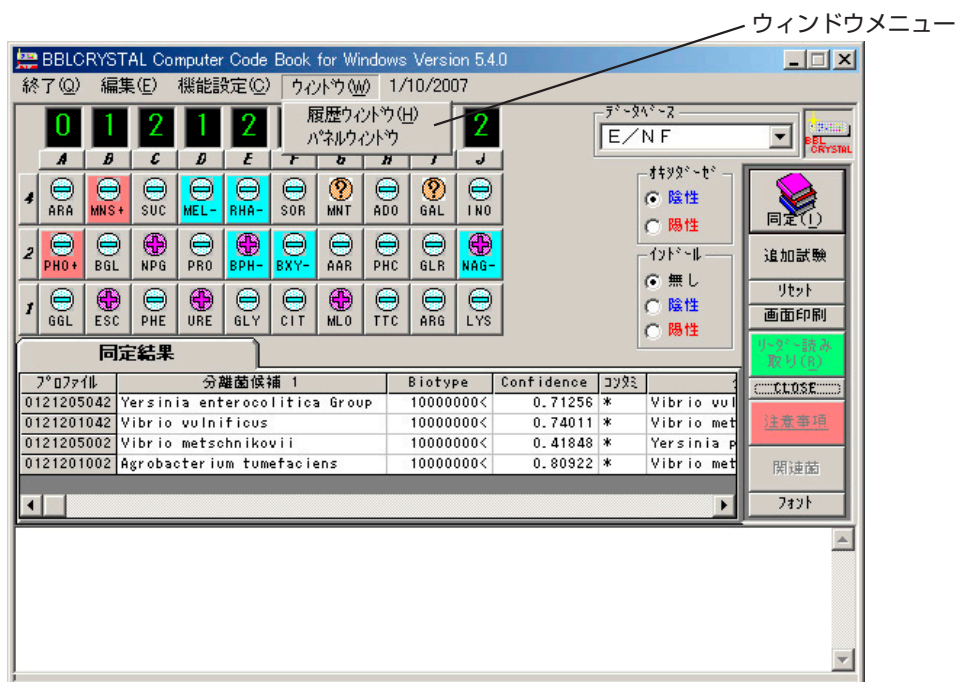 ウィンドウメニュー
BBLCRYSTAL Computer Code Book for Windows Version 5.4.0
終了(Q) 編集(E) 機能設定(C) ウィンドウ(W) 1/10/2007
履歴ウィンドウ(H)
パネルウィンドウ
0 1 2 1 2 2
A B C D E F G H I J
データベース
E/NF
BBL CRYSTAL
4 ARA MNS+ SUC MEL- RHA- SOR MNT ADO GAL INO
2 PHO+ BGL NPG PRO BPH- BXY- AAR PHC GLR NAG-
1 GGL ESC PHE URE GLY CIT MLO TTC ARG LYS
オキシダーゼ
陰性
陽性
インドール
無し
陰性
陽性
同定(I)
追加試験
リセット
画面印刷
リーダー読み取り(R)
CLOSE
注意事項
関連菌
フォント
同定結果
プロファイル 分離菌候補 1 Biotype Confidence コンタミ
0121205042 Yersinia enterocolitica Group 10000000< 0.71256 * Vibrio vul
0121201042 Vibrio vulnificus 10000000< 0.74011 * Vibrio met
0121205002 Vibrio metschnikovii 10000000< 0.41848 * Yersinia p
0121201002 Agrobacterium tumefaciens 10000000< 0.80922 * Vibrio met